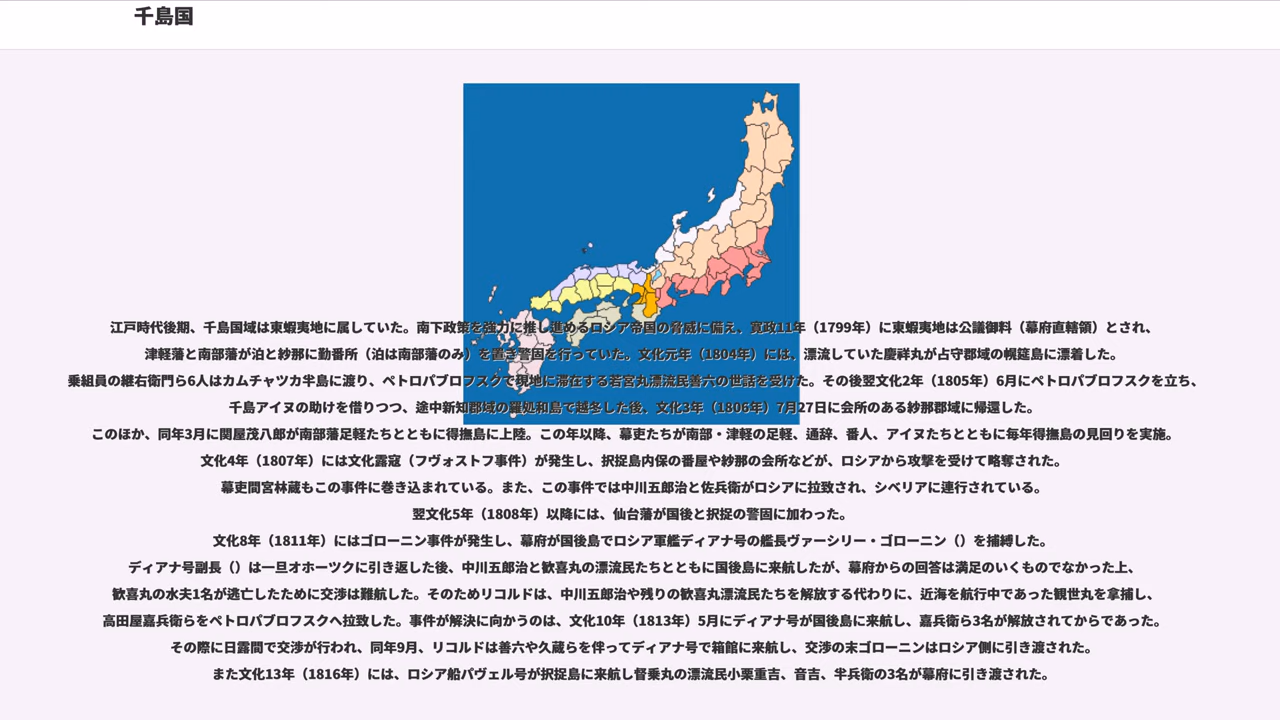 千島国
江戸時代後期、千島国域は東蝦夷地に属していた。南下政策を強力に推し進めるロシア帝国の脅威に備え、寛政11年（1799年）に東蝦夷地は公議御料（幕府直轄領）とされ、
津軽藩と南部藩が泊と紗那に勤番所（泊は南部藩のみ）を置き警固を行っていた。文化元年（1804年）には、漂流していた慶祥丸が占守郡域の幌筵島に漂着した。
乗組員の継右衛門ら6人はカムチャツカ半島に渡り、ペトロパブロフスクで現地に滞在する若宮丸漂流民善六の世話を受けた。その後翌文化2年（1805年）6月にペトロパブロフスクを立ち、
千島アイヌの助けを借りつつ、途中新知郡域の羅処和島で越冬した後、文化3年（1806年）7月27日に会所のある紗那郡域に帰還した。
このほか、同年3月に関屋茂八郎が南部藩足軽たちとともに得撫島に上陸。この年以降、幕吏たちが南部・津軽の足軽、通辞、番人、アイヌたちとともに毎年得撫島の見回りを実施。
文化4年（1807年）には文化露寇（フヴォストフ事件）が発生し、択捉島内保の番屋や紗那の会所などが、ロシアから攻撃を受けて略奪された。
幕吏間宮林蔵もこの事件に巻き込まれている。また、この事件では中川五郎治と佐兵衛がロシアに拉致され、シベリアに連行されている。
翌文化5年（1808年）以降には、仙台藩が国後と択捉の警固に加わった。
文化8年（1811年）にはゴローニン事件が発生し、幕府が国後島でロシア軍艦ディアナ号の艦長ヴァーシリー・ゴローニン（）を捕縛した。
ディアナ号副長（）は一旦オホーツクに引き返した後、中川五郎治と歓喜丸の漂流民たちとともに国後島に来航したが、幕府からの回答は満足のいくものでなかった上、
歓喜丸の水夫1名が逃亡したために交渉は難航した。そのためリコルドは、中川五郎治や残りの歓喜丸漂流民たちを解放する代わりに、近海を航行中であった観世丸を拿捕し、
高田屋嘉兵衛らをペトロパブロフスクへ拉致した。事件が解決に向かうのは、文化10年（1813年）5月にディアナ号が国後島に来航し、嘉兵衛ら3名が解放されてからであった。
その際に日露間で交渉が行われ、同年9月、リコルドは善六や久蔵らを伴ってディアナ号で箱館に来航し、交渉の末ゴローニンはロシア側に引き渡された。
また文化13年（1816年）には、ロシア船パヴェル号が択捉島に来航し督乗丸の漂流民小栗重吉、音吉、半兵衛の3名が幕府に引き渡された。